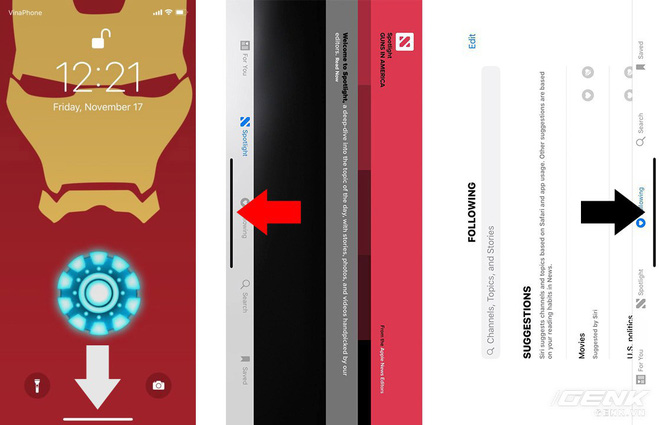 VinaPhone
12:21
Friday, November 17
For You
Spotlight
Following
Search
Saved
Spotlight
GUNS IN AMERICA
Welcome to Spotlight, a deep-dive into the topic of the day, with stories, photos, and videos handpicked by our
editors. Read Now
From the Apple News Editors
Edit
FOLLOWING
Channels, Topics, and Stories
SUGGESTIONS
Siri suggests channels and topics based on Safari and app usage. Other suggestions are based
on your reading habits in News.
Movies
Suggested by Siri
U.S. politics
For You
Spotlight
Search
Saved
GENK